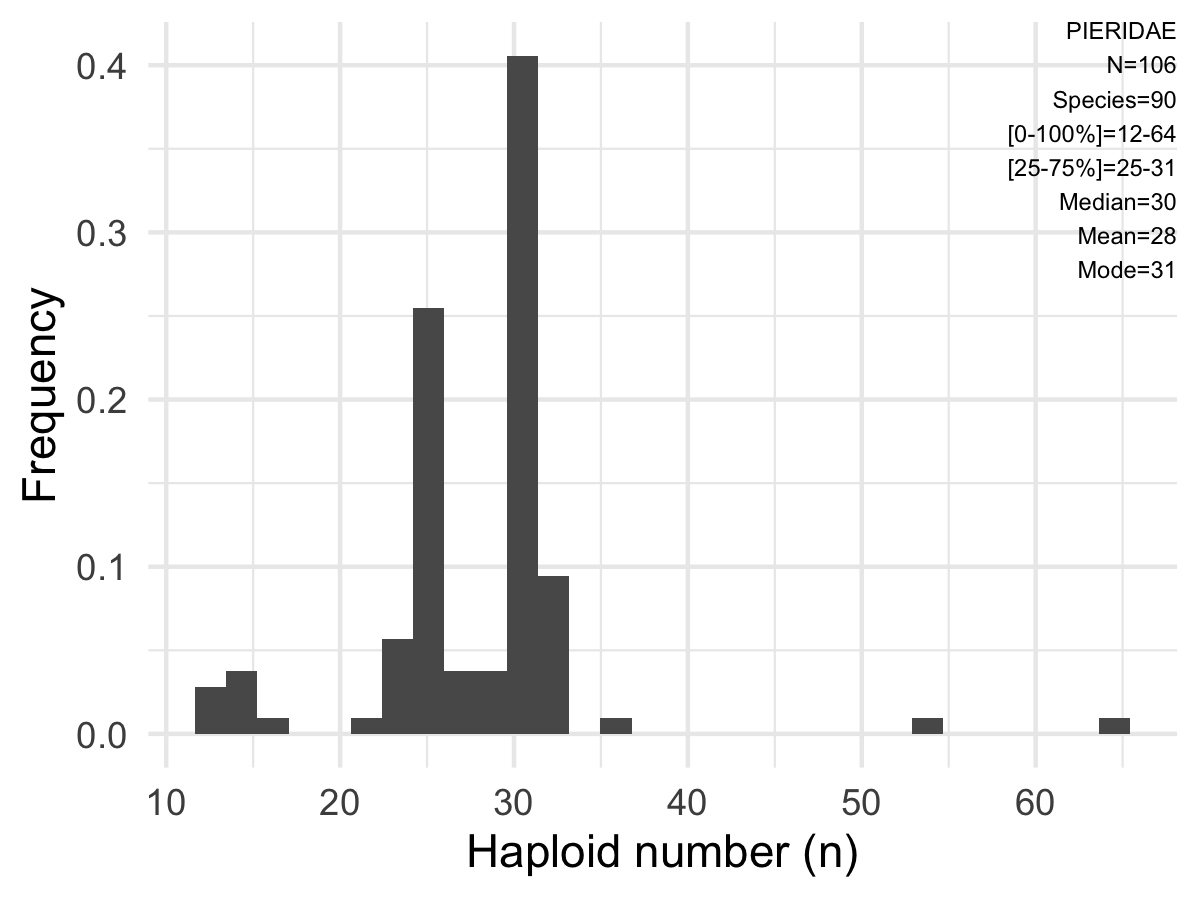 PIERIDAE
N=106
Species=90
[0-100%]=12-64
[25-75%]=25-31
Median=30
Mean=28
Mode=31
0.4
0.3
0.2
0.1
0.0
Frequency
10 20 30 40 50 60
Haploid number (n)